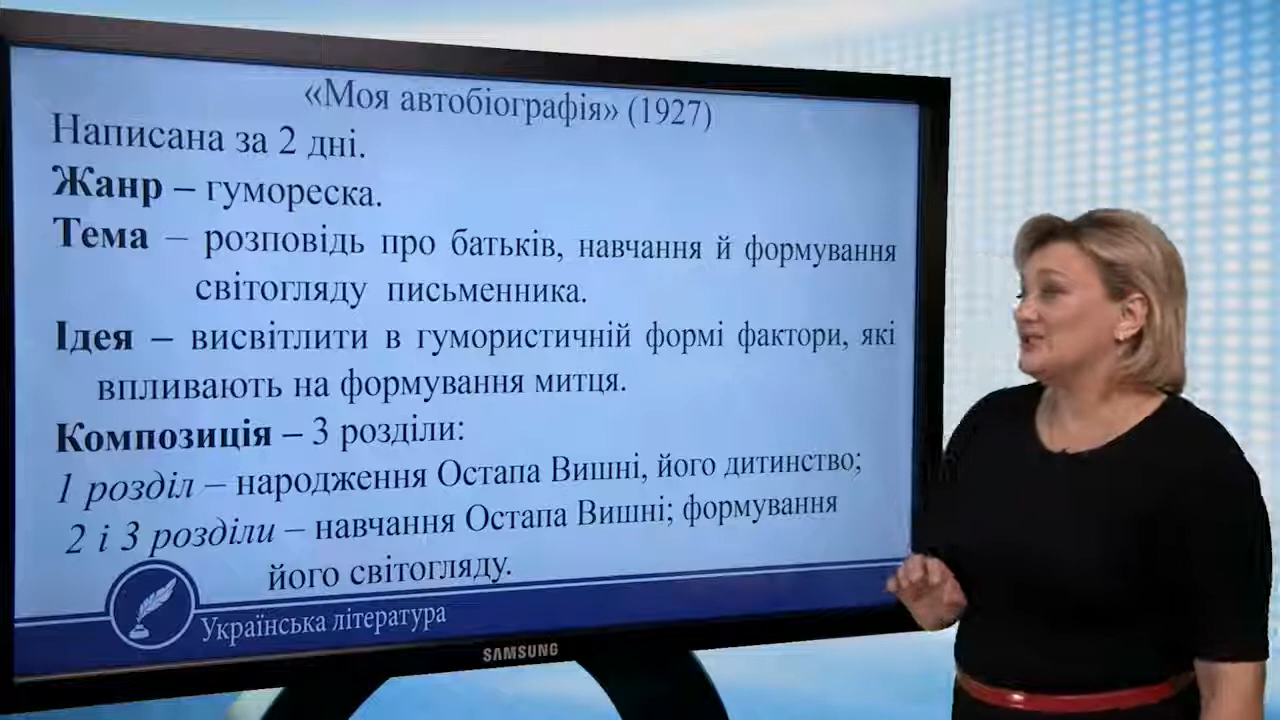 «Моя автобіографія» (1927)
Написана за 2 дні.
Жанр – гумореска.
Тема – розповідь про батьків, навчання й формування
світогляду письменника.
Ідея – висвітлити в гумористичній формі фактори, які
впливають на формування митця.
Композиція – 3 розділи:
1 розділ – народження Остапа Вишні, його дитинство;
2 і 3 розділи – навчання Остапа Вишні; формування
його світогляду.
Українська література
SAMSUNG